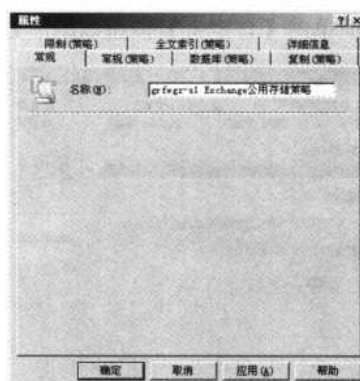 属性
限制(策略) 全文索引(策略) 详细信息
常规 常规(策略) 数据库(策略) 复制(策略)
名称(M): grfwgr-s1 Exchange公用存储策略
确定 取消 应用(A) 帮助